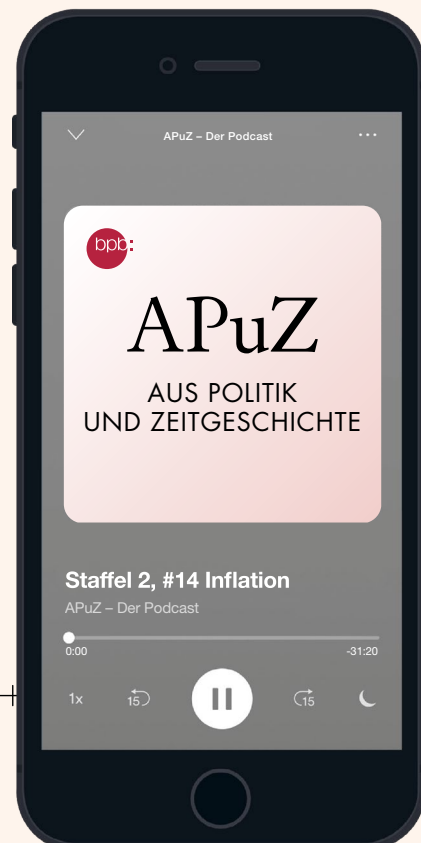 APuZ – Der Podcast
bpb:
APuZ
AUS POLITIK
UND ZEITGESCHICHTE
Staffel 2, #14 Inflation
APuZ – Der Podcast
0:00 -31:20
1x 15 15